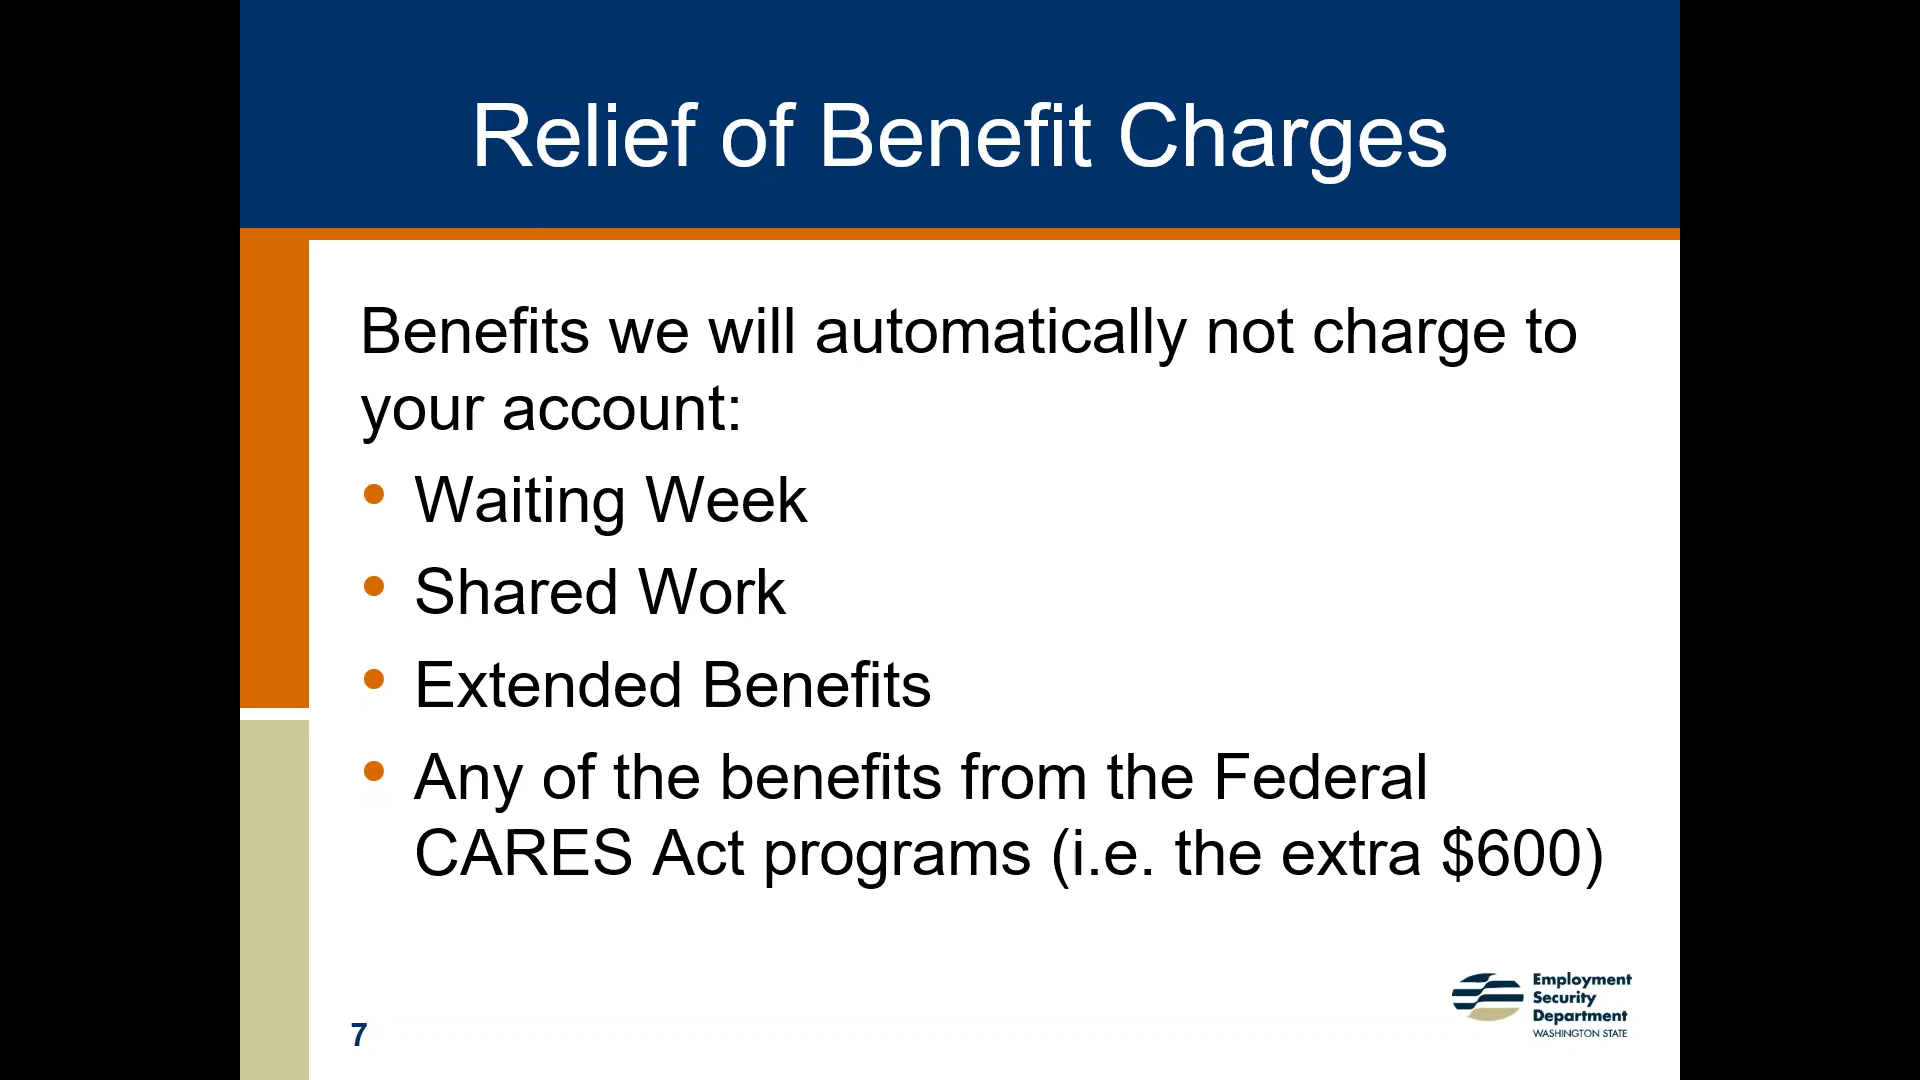 Relief of Benefit Charges
Benefits we will automatically not charge to
your account:
• Waiting Week
• Shared Work
• Extended Benefits
• Any of the benefits from the Federal
CARES Act programs (i.e. the extra $600)
7
Employment
Security
Department
WASHINGTON STATE